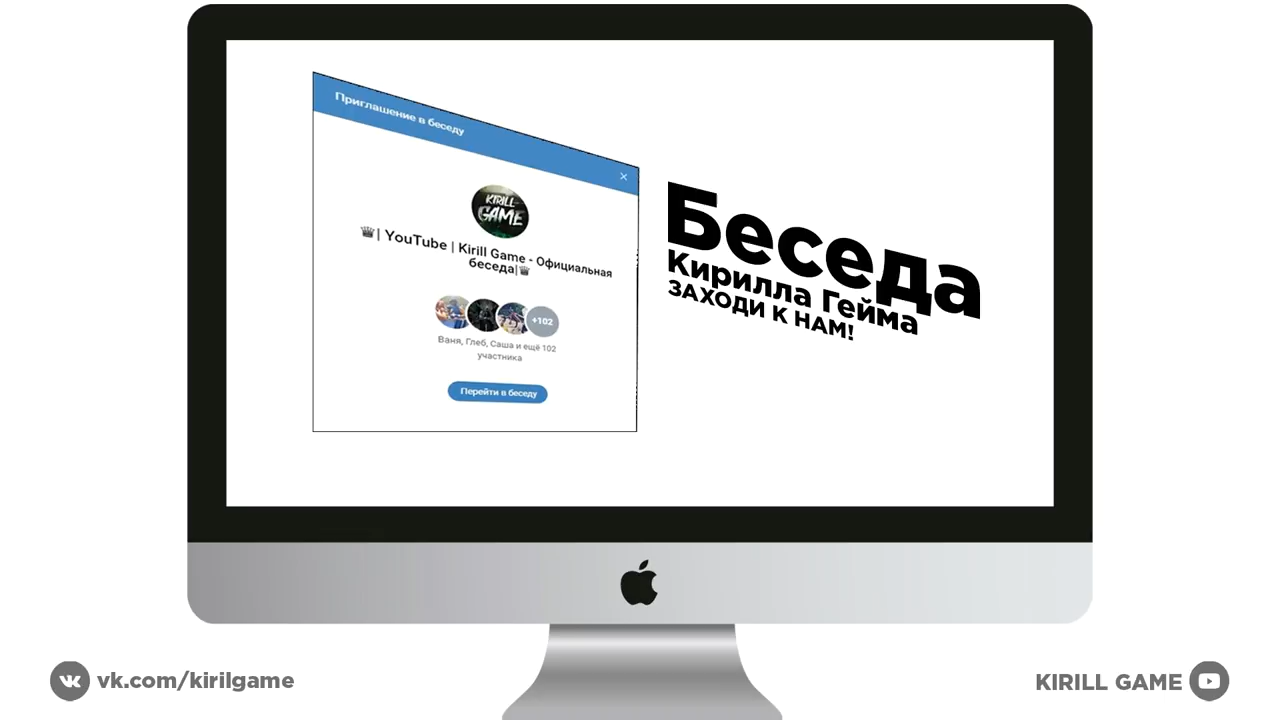 Приглашение в беседу
KIRILL
GAME
♛| YouTube | Kirill Game - Официальная
беседа|♛
+102
Ваня, Глеб, Саша и ещё 102
участника
Перейти в беседу
Беседа
Кирилла Гейма
ЗАХОДИ К НАМ!
vk.com/kirilgame
KIRILL GAME